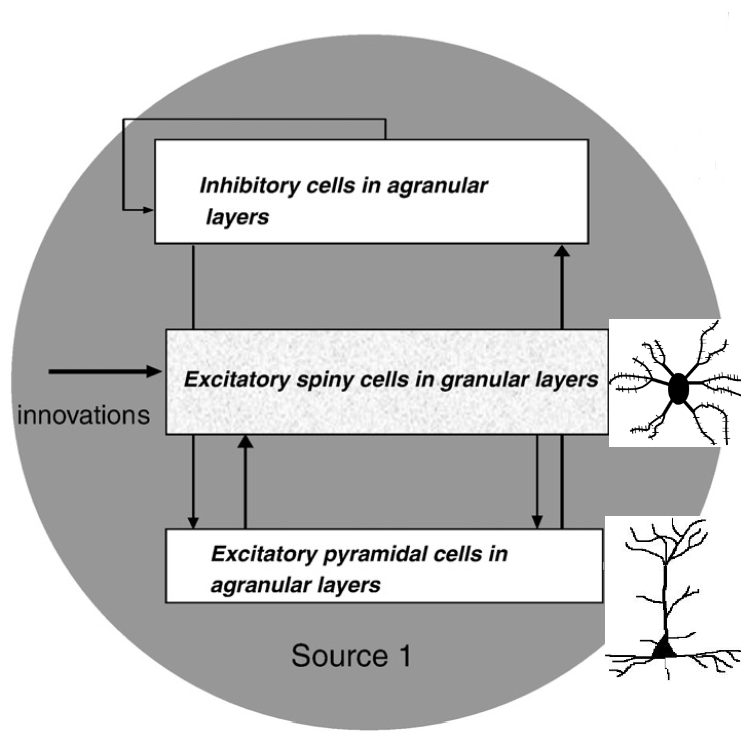 Inhibitory cells in agranular
layers
Excitatory spiny cells in granular layers
innovations
Excitatory pyramidal cells in
agranular layers
Source 1